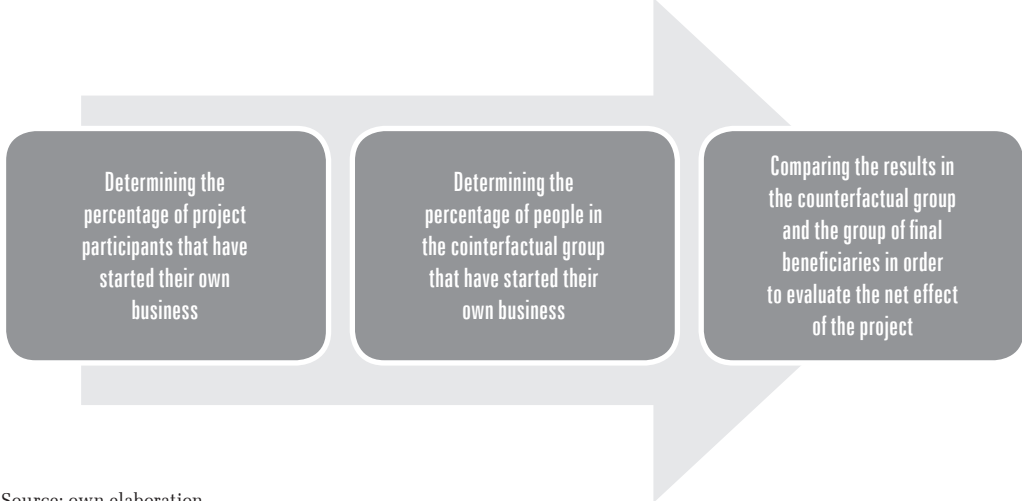 Determining the
percentage of project
participants that have
started their own
business
Determining the
percentage of people in
the cointerfactual group
that have started their
own business
Comparing the results in
the counterfactual group
and the group of final
beneficiaries in order
to evaluate the net effect
of the project
Source: own elaboration